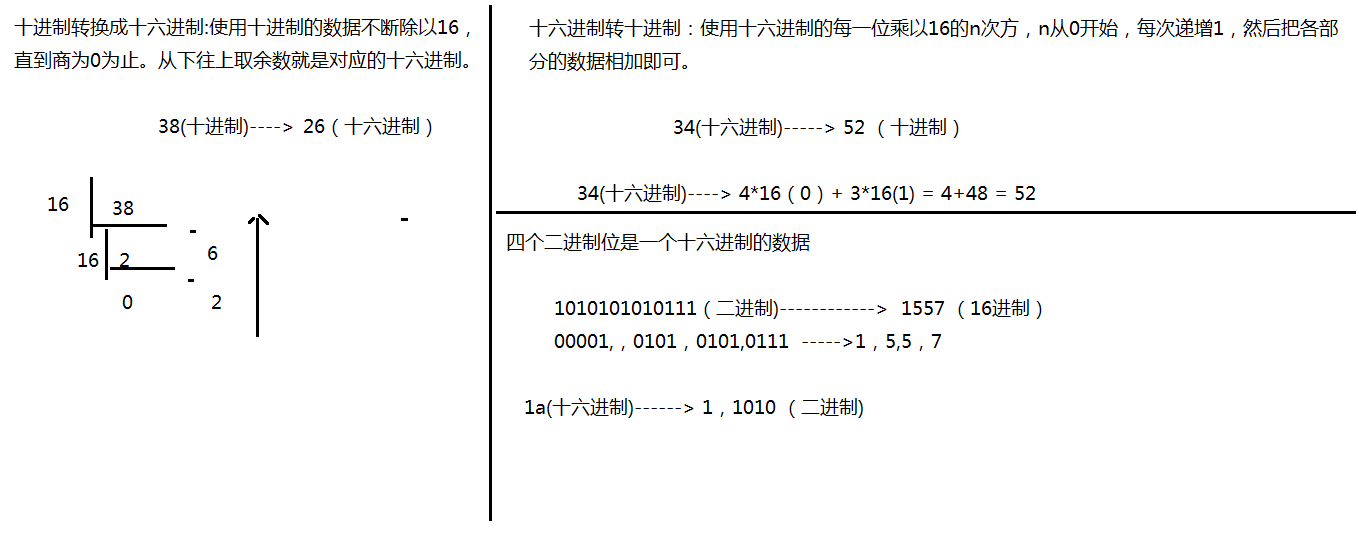 十进制转换成十六进制:使用十进制的数据不断除以16，
直到商为0为止。从下往上取余数就是对应的十六进制。
38(十进制)----> 26（十六进制）
16 38
6
16 2
0 2
十六进制转十进制：使用十六进制的每一位乘以16的n次方，n从0开始，每次递增1，然后把各部
分的数据相加即可。
34(十六进制)-----> 52 （十进制）
34(十六进制)----> 4*16（0）+ 3*16(1) = 4+48 = 52
四个二进制位是一个十六进制的数据
1010101010111（二进制)------------> 1557 （16进制）
00001,，0101，0101,0111 ----->1，5,5，7
1a(十六进制)------> 1，1010 （二进制)